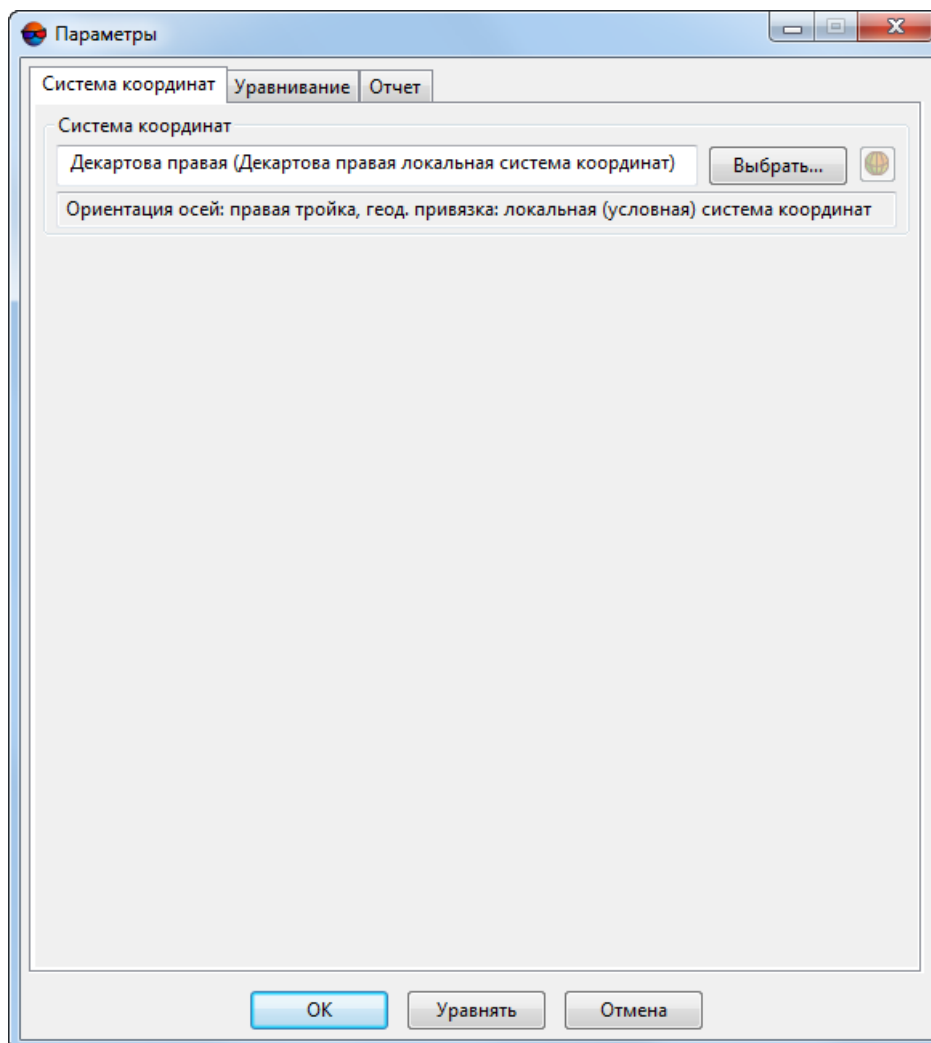 Параметры
Система координат Уравнивание Отчет
Система координат
Декартова правая (Декартова правая локальная система координат) Выбрать...
Ориентация осей: правая тройка, геод. привязка: локальная (условная) система координат
OK Уравнять Отмена